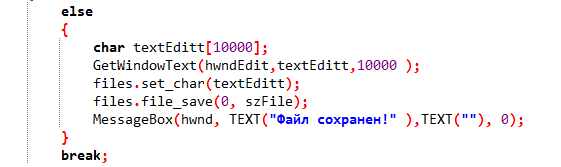 else
{
char textEditt[10000];
GetWindowText(hwndEdit,textEditt,10000 );
files.set_char(textEditt);
files.file_save(0, szFile);
MessageBox(hwnd, TEXT("Файл сохранен!" ),TEXT(""), 0);
}
break;